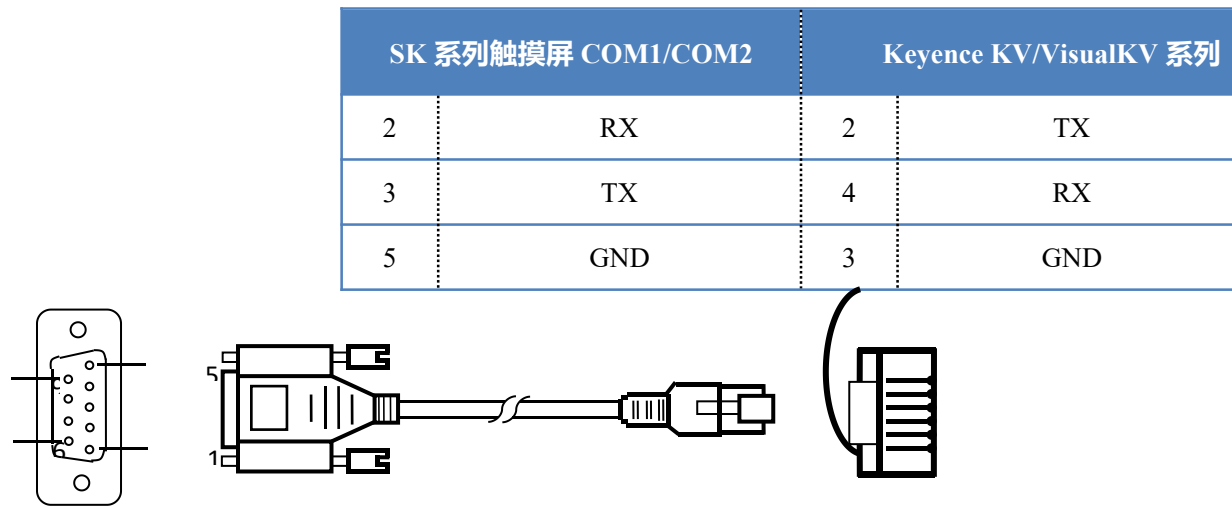 SK 系列触摸屏 COM1/COM2 Keyence KV/VisualKV 系列
2 RX 2 TX
3 TX 4 RX
5 GND 3 GND
5
1